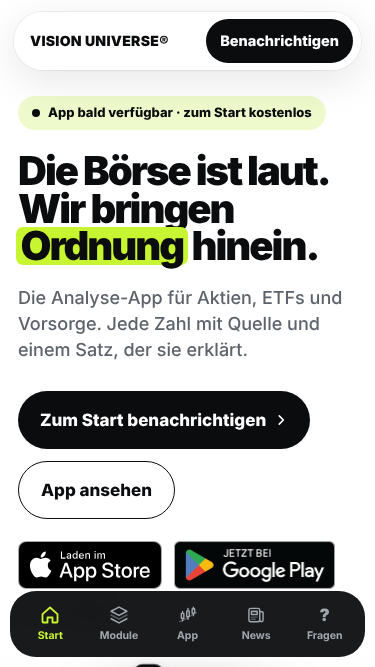 VISION UNIVERSE®
Benachrichtigen
App bald verfügbar · zum Start kostenlos
Die Börse ist laut.
Wir bringen
Ordnung hinein.
Die Analyse-App für Aktien, ETFs und
Vorsorge. Jede Zahl mit Quelle und
einem Satz, der sie erklärt.
Zum Start benachrichtigen
App ansehen
Laden im
App Store
JETZT BEI
Google Play
Start
Module
App
News
Fragen